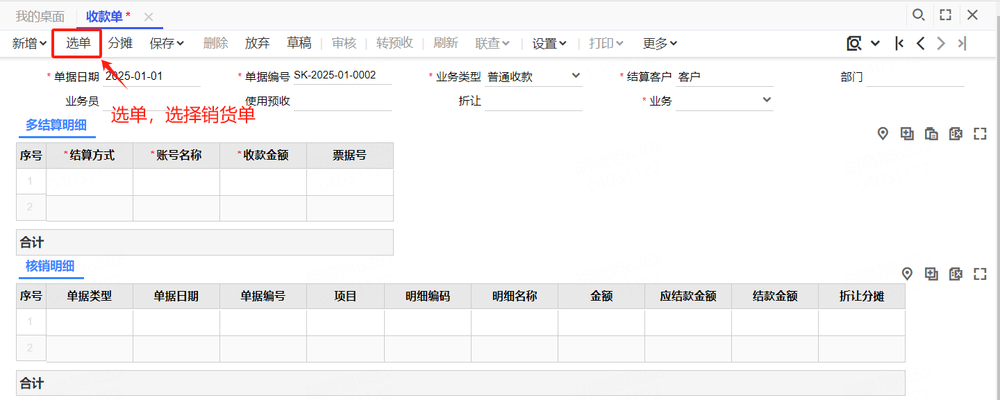 我的桌面 收款单 *
新增 选单 分摊 保存 删除 放弃 草稿 审核 转预收 刷新 联查 设置 打印 更多
* 单据日期 2025-01-01 * 单据编号 SK-2025-01-0002 * 业务类型 普通收款 * 结算客户 客户 部门
业务员 使用预收 折让 * 业务
选单，选择销货单
多结算明细
序号 *结算方式 *账号名称 *收款金额 票据号
1
2
合计
核销明细
序号 单据类型 单据日期 单据编号 项目 明细编码 明细名称 金额 应结款金额 结款金额 折让分摊
1
2
合计